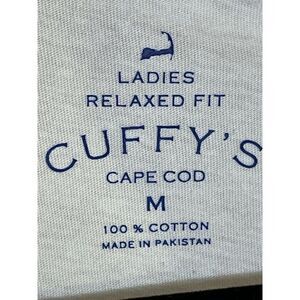 LADIES
RELAXED FIT
CUFFY'S
CAPE COD
M
100 % COTTON
MADE IN PAKISTAN